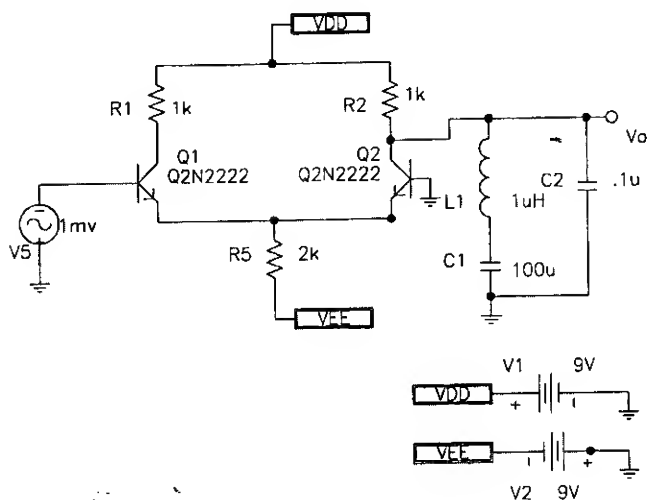 VDD
R1
1k
R2
1k
Q1
Q2N2222
Q2
Q2N2222
Vo
V5
1mv
L1
1uH
C2
.1u
R5
2k
C1
100u
VEE
V1
9V
VDD
+
VEE
+
V2
9V